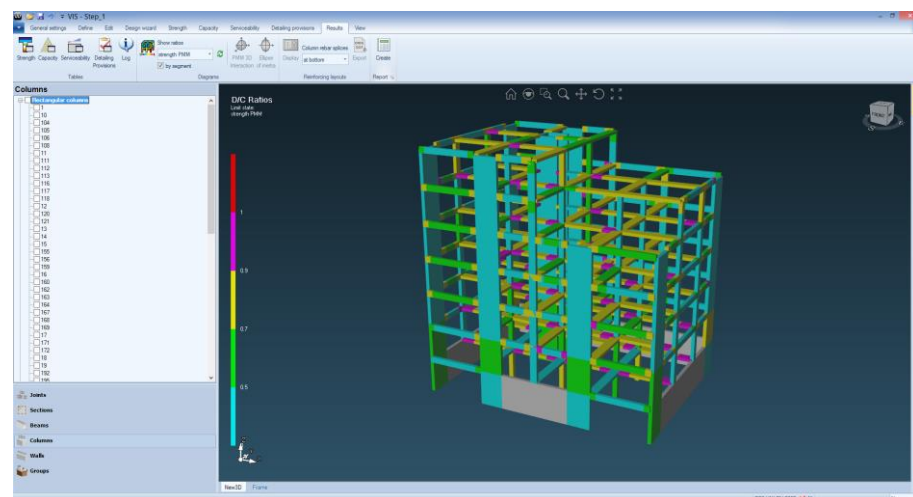 VIS - Step_1
General settings Define Edit Design wizard Strength Capacity Serviceability Detailing provisions Results View
Strength Capacity Serviceability Detailing Provisions Log
Show ratios
strength PMM
by segment
PMM 3D Interaction
Ellipse of inertia
Display
Column rebar splices
at bottom
Export
Create
Tables Diagrams Reinforcing layouts Report
Columns
Rectangular columns
1
10
104
105
106
108
11
111
112
113
116
117
118
12
120
121
13
14
15
155
156
159
16
160
162
163
164
167
168
169
17
171
172
18
19
192
195
Joints
Sections
Beams
Columns
Walls
Groups
D/C Ratios
Limit state:
strength PMM
1
0.9
0.7
0.5
FRONT
New3D Frame